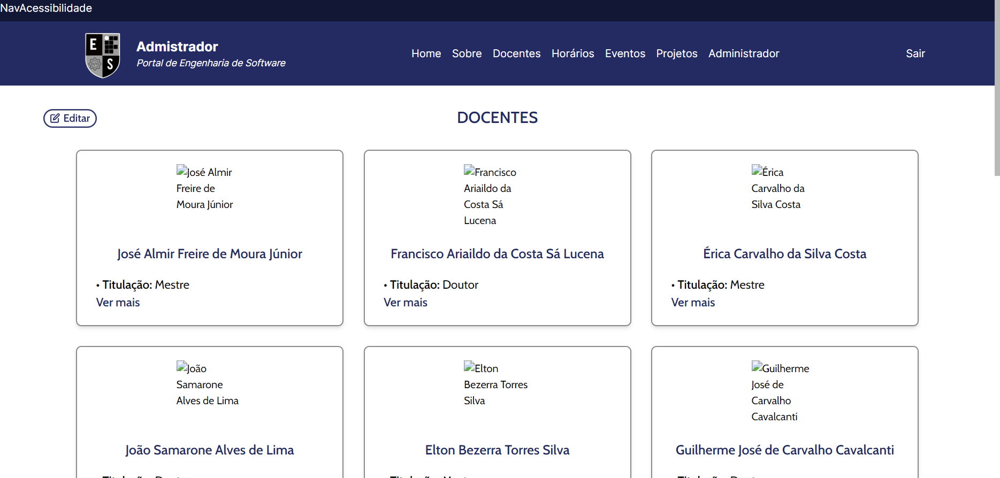 NavAcessibilidade
E
S
Admistrador
Portal de Engenharia de Software
Home Sobre Docentes Horários Eventos Projetos Administrador Sair
Editar
DOCENTES
José Almir
Freire de
Moura Júnior
José Almir Freire de Moura Júnior
• Titulação: Mestre
Ver mais
Francisco
Ariaildo da
Costa Sá
Lucena
Francisco Ariaildo da Costa Sá Lucena
• Titulação: Doutor
Ver mais
Érica
Carvalho da
Silva Costa
Érica Carvalho da Silva Costa
• Titulação: Mestre
Ver mais
João
Samarone
Alves de Lima
João Samarone Alves de Lima
Elton
Bezerra Torres
Silva
Elton Bezerra Torres Silva
Guilherme
José de
Carvalho
Cavalcanti
Guilherme José de Carvalho Cavalcanti